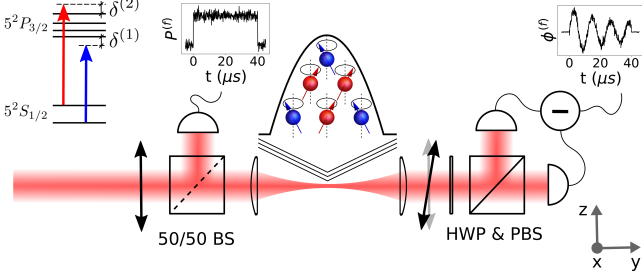 δ^(2)
5²P₃/₂
δ^(1)
5²S₁/₂
P^(f)
0 20 40
t (μs)
ϕ^(f)
0 20 40
t (μs)
−
50/50 BS
HWP & PBS
z
x
y